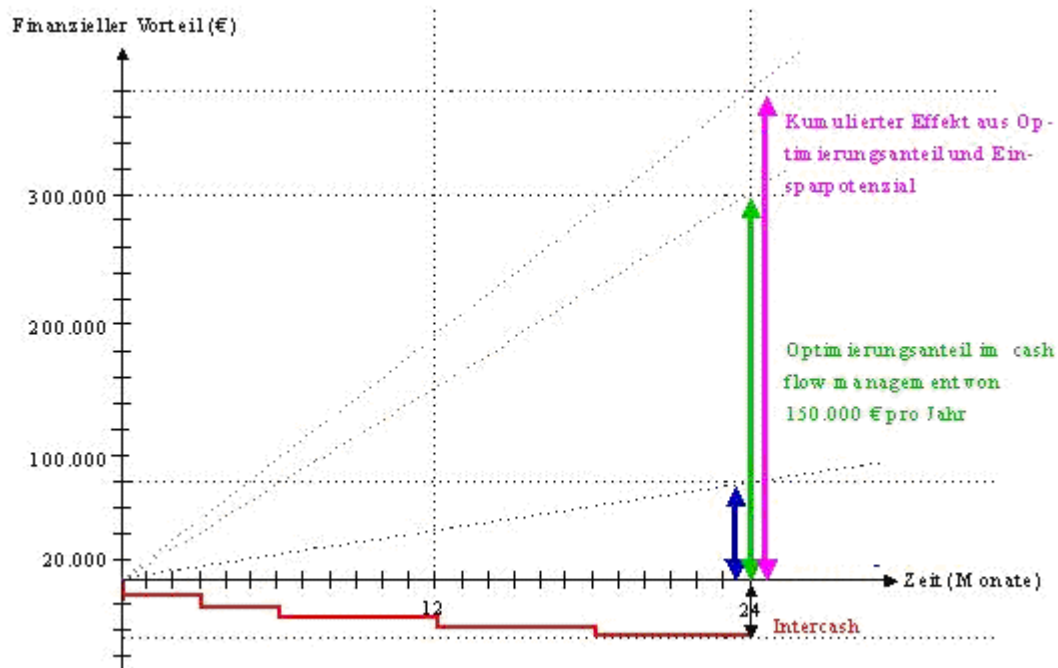 Finanzieller Vorteil (€)
Kumulierter Effekt aus Op-
timierungsanteil und Ein-
sparpotenzial
300.000
200.000
Optimierungsanteil im cash
flow management von
150.000 € pro Jahr
100.000
20.000
Zeit (Monate)
12
24
Intercash